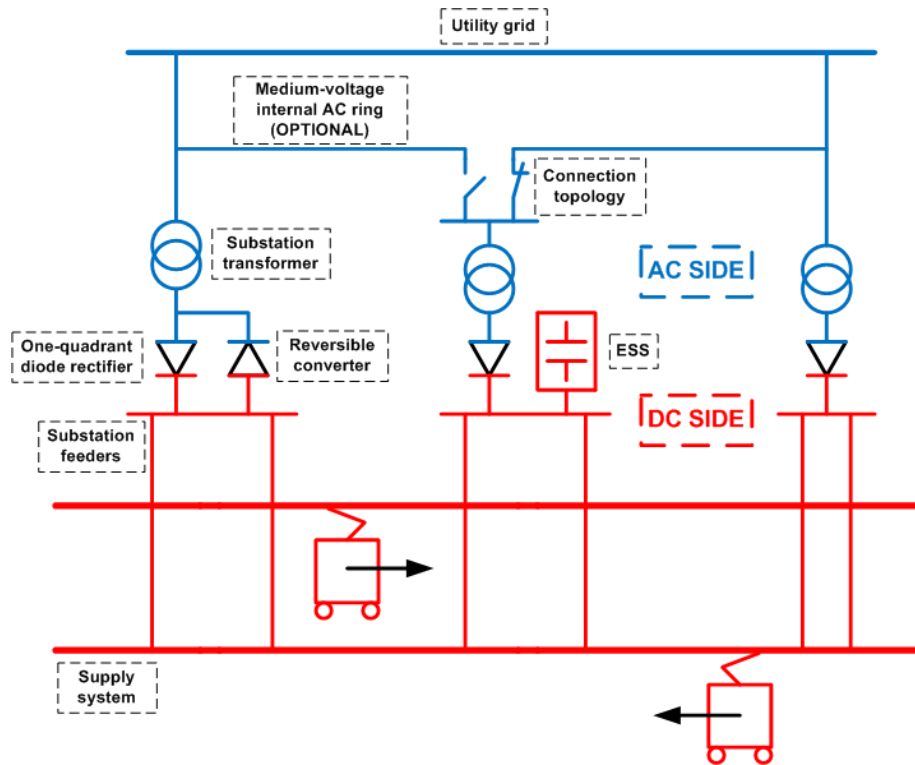 Utility grid
Medium-voltage
internal AC ring
(OPTIONAL)
Connection
topology
Substation
transformer
AC SIDE
One-quadrant
diode rectifier
Reversible
converter
ESS
DC SIDE
Substation
feeders
Supply
system